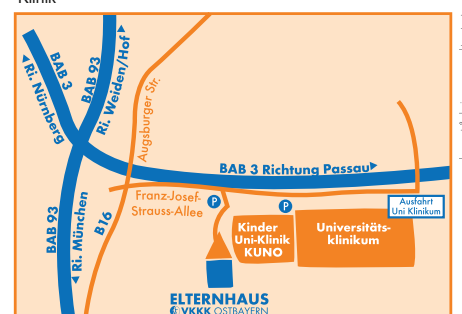 Klinik
BAB 3
Ri. Nürnberg
BAB 93
Ri. Weiden/Hof
Augsburger Str.
BAB 3 Richtung Passau
Franz-Josef-
Strauss-Allee
P
P
Ausfahrt
Uni Klinikum
BAB 93
Ri. München
B16
Kinder
Uni-Klinik
KUNO
Universitäts-
klinikum
ELTERNHAUS
VKKK OSTBAYERN